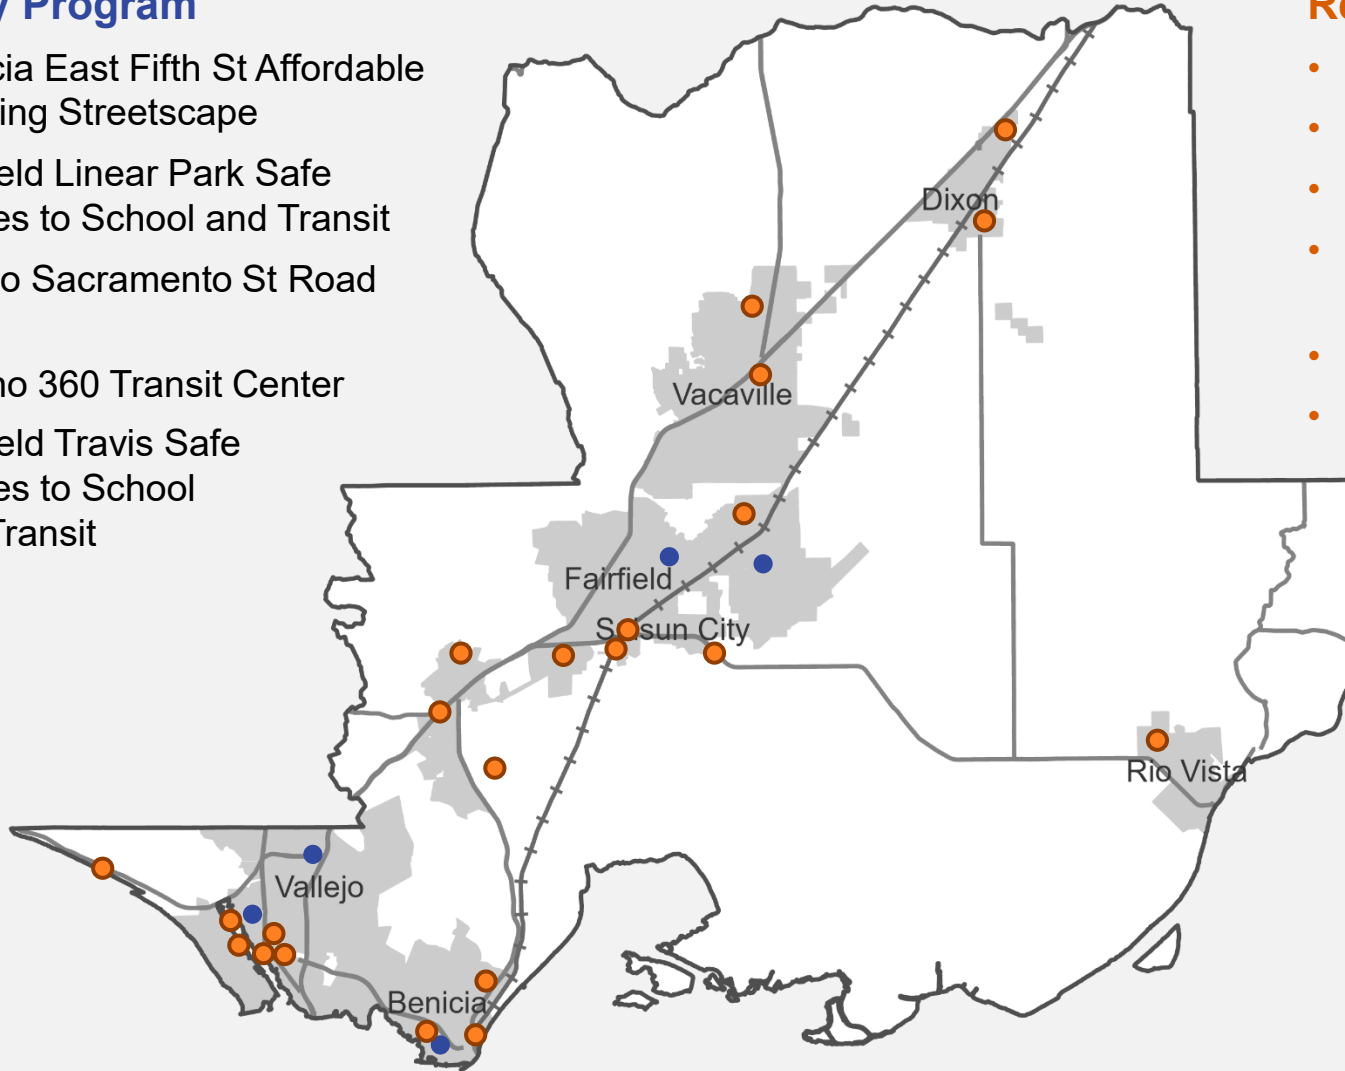 y Program
cia East Fifth St Affordable
ing Streetscape
eld Linear Park Safe
es to School and Transit
o Sacramento St Road
no 360 Transit Center
eld Travis Safe
es to School
Transit
Re
Dixon
Vacaville
Fairfield
Suisun City
Rio Vista
Vallejo
Benicia